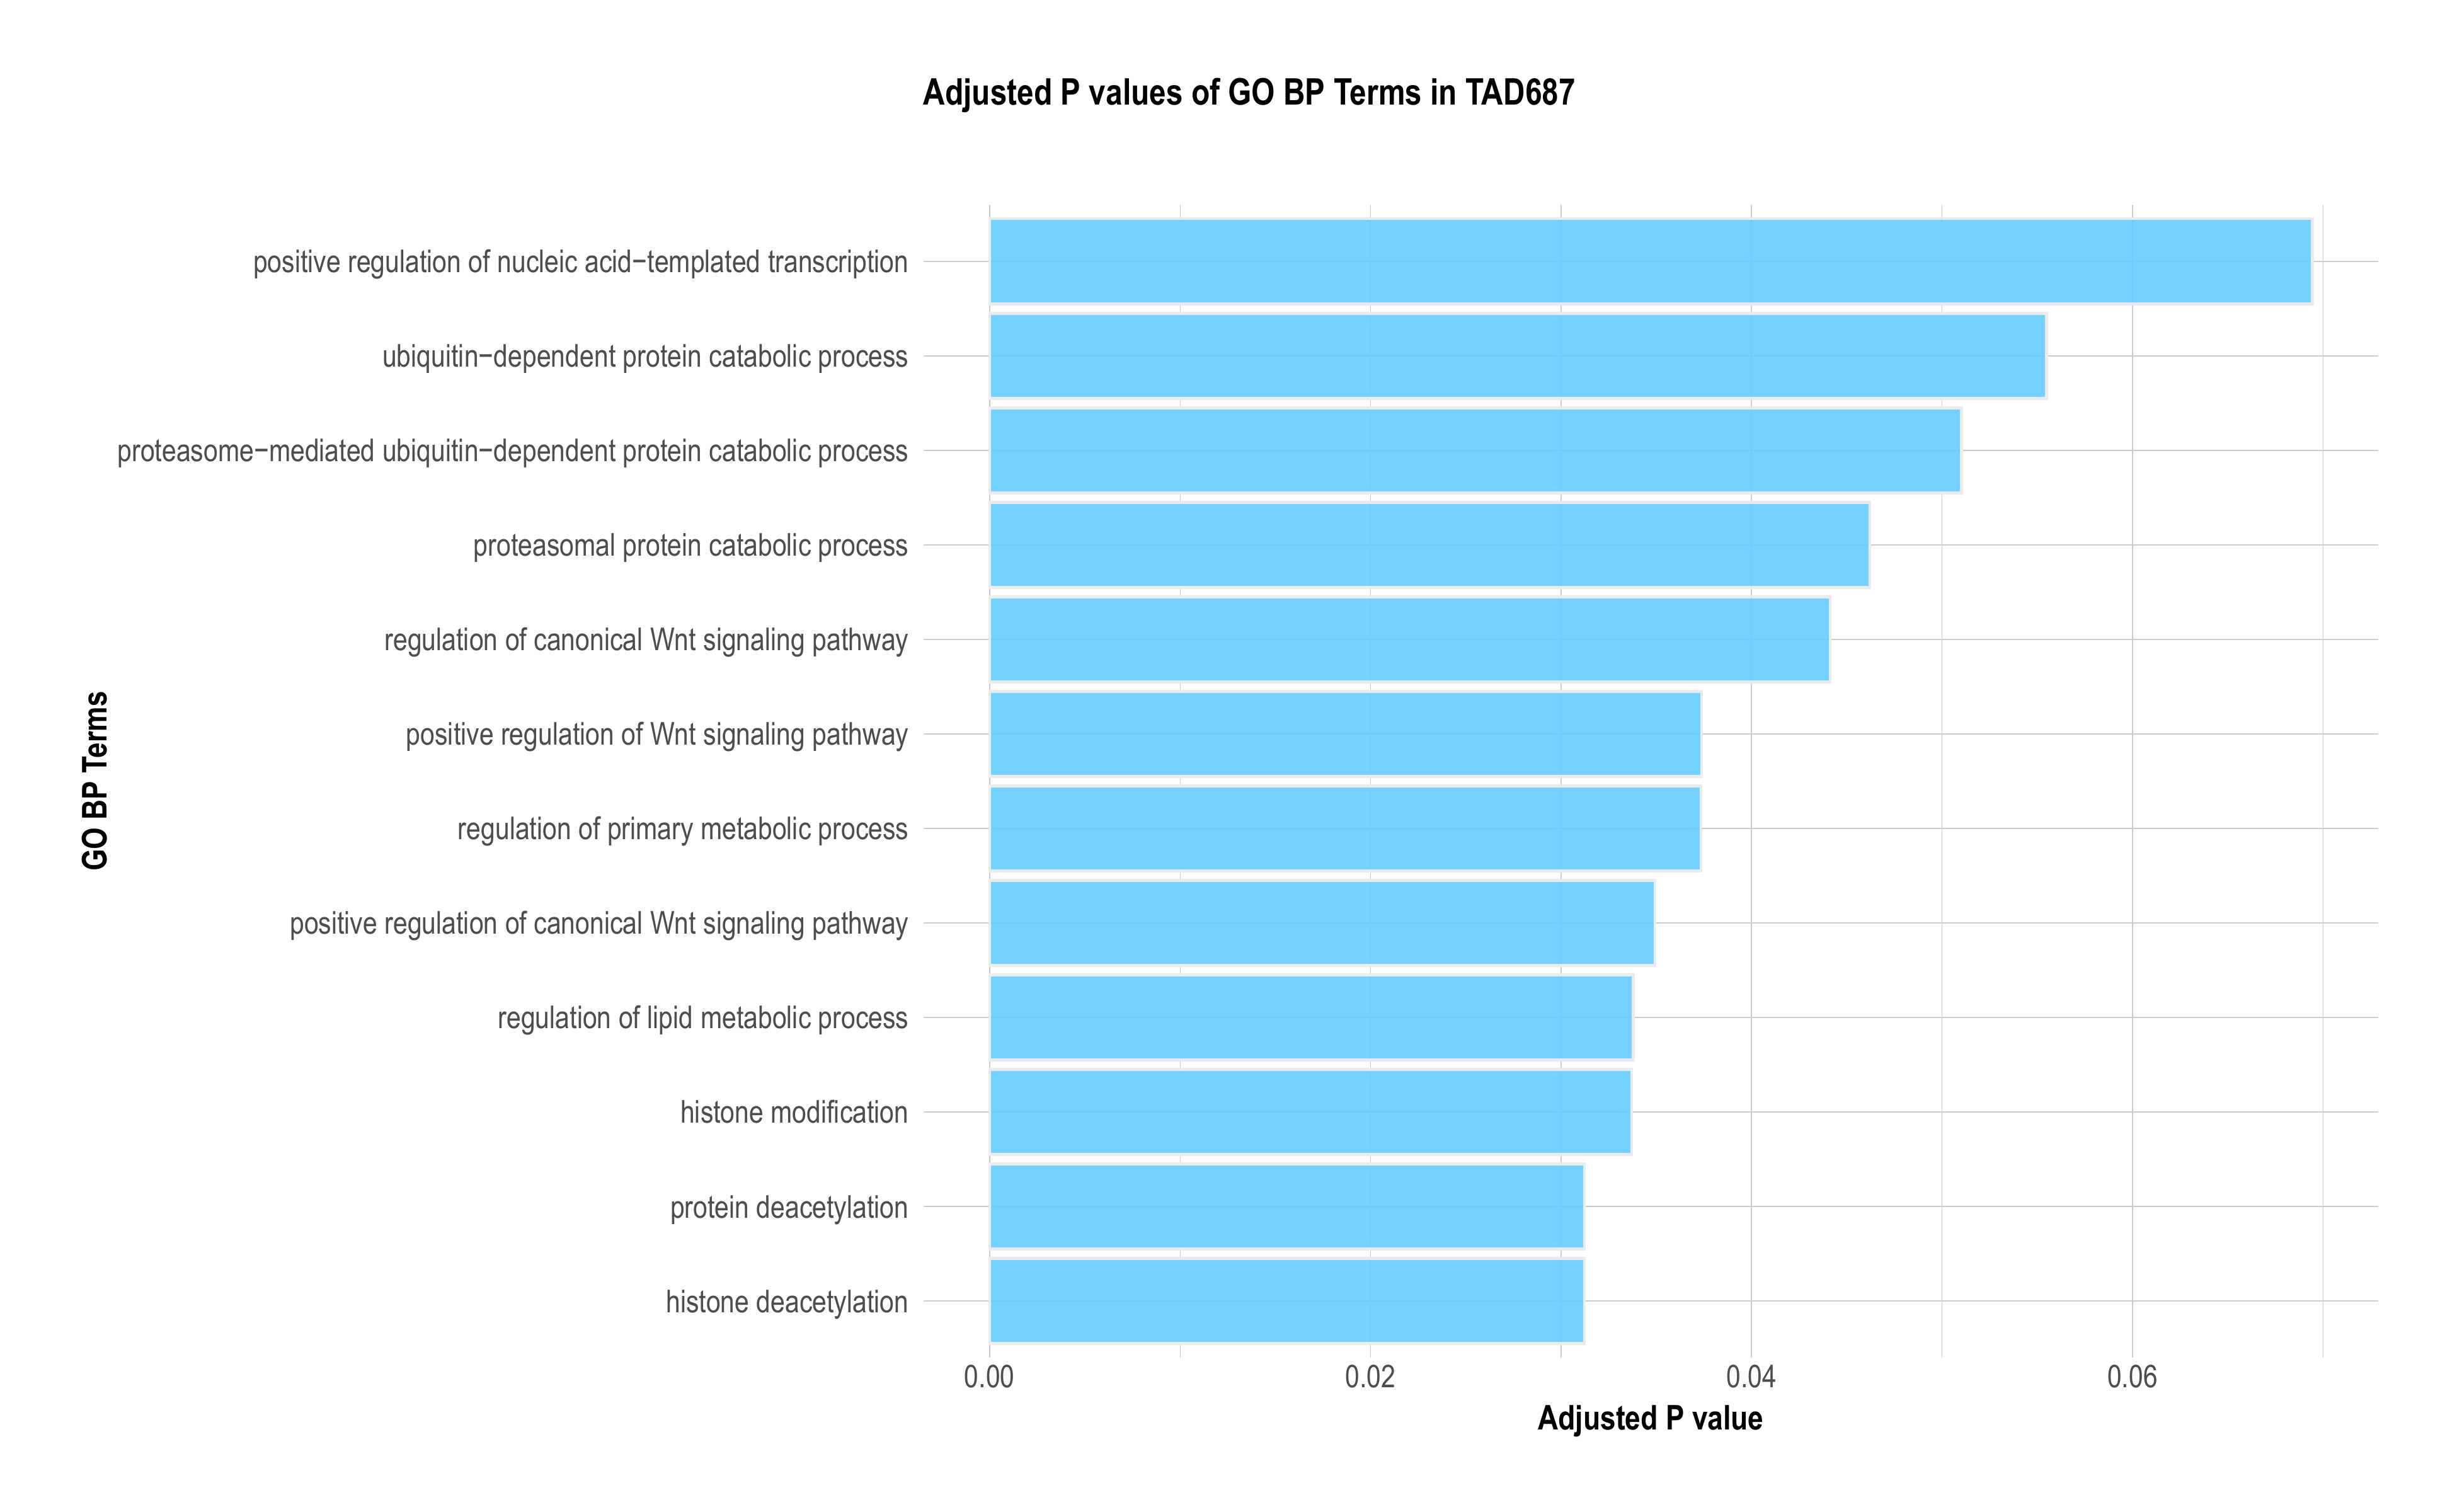 Adjusted P values of GO BP Terms in TAD687
positive regulation of nucleic acid−templated transcription
ubiquitin−dependent protein catabolic process
proteasome−mediated ubiquitin−dependent protein catabolic process
proteasomal protein catabolic process
regulation of canonical Wnt signaling pathway
positive regulation of Wnt signaling pathway
regulation of primary metabolic process
positive regulation of canonical Wnt signaling pathway
regulation of lipid metabolic process
histone modification
protein deacetylation
histone deacetylation
GO BP Terms
0.00 0.02 0.04 0.06
Adjusted P value